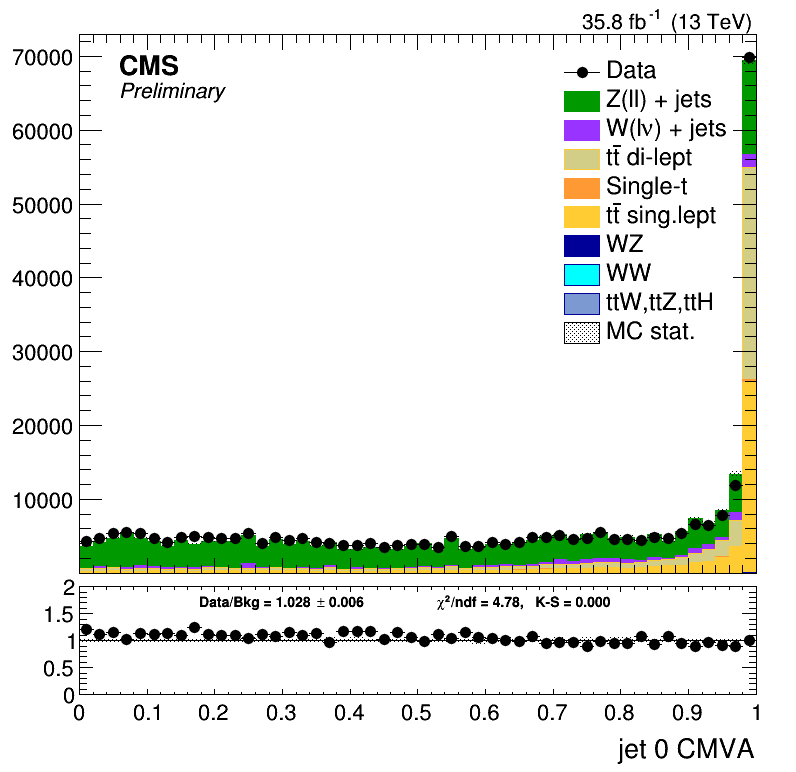 35.8 fb⁻¹ (13 TeV)
CMS
Preliminary
Data
Z(ll) + jets
W(lν) + jets
tt̄ di-lept
Single-t
tt̄ sing.lept
WZ
WW
ttW,ttZ,ttH
MC stat.
70000
60000
50000
40000
30000
20000
10000
Data/Bkg = 1.028 ± 0.006 χ²/ndf = 4.78, K-S = 0.000
2
1.5
1
0.5
0
0 0.1 0.2 0.3 0.4 0.5 0.6 0.7 0.8 0.9 1
jet 0 CMVA